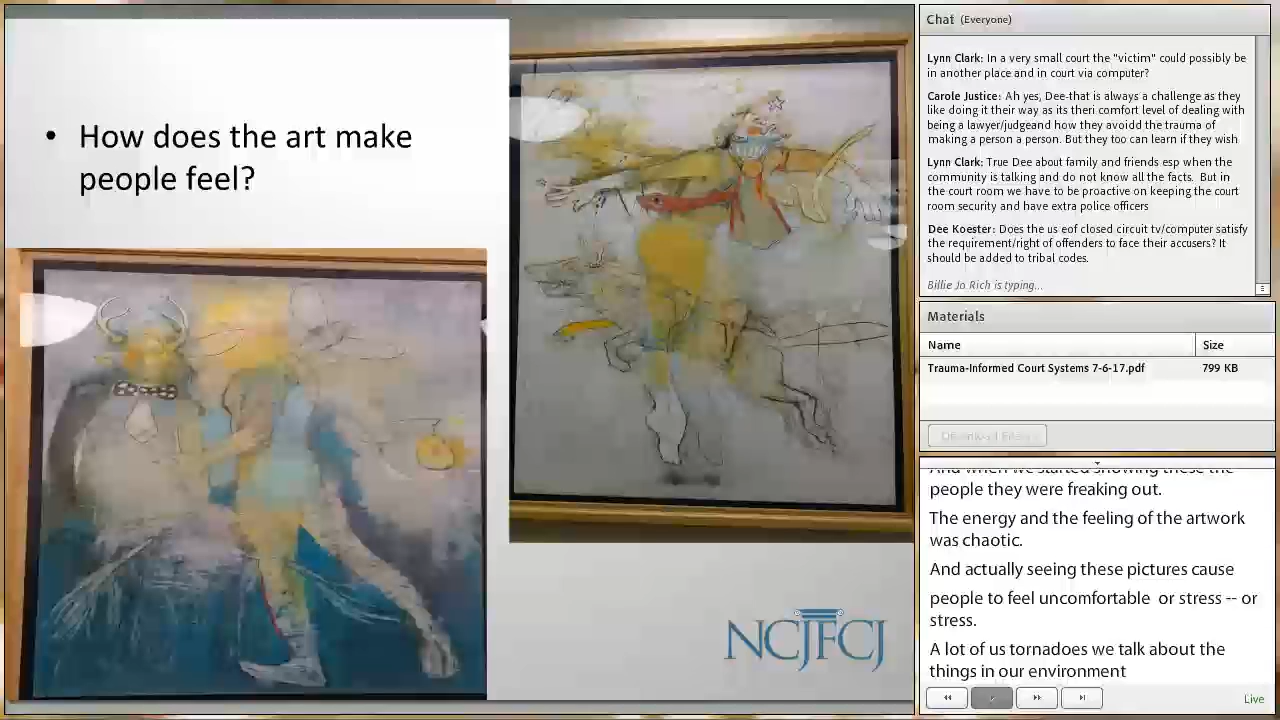 • How does the art make
people feel?
NCJFCJ
Chat (Everyone)
Lynn Clark: In a very small court the "victim" could possibly be
in another place and in court via computer?
Carole Justice: Ah yes, Dee-that is always a challenge as they
like doing it their way as its theri comfort level of dealing with
being a lawyer/judgeand how they avoidd the trauma of
making a person a person. But they too can learn if they wish
Lynn Clark: True Dee about family and friends esp when the
community is talking and do not know all the facts. But in
the court room we have to be proactive on keeping the court
room security and have extra police officers
Dee Koester: Does the us eof closed circuit tv/computer satisfy
the requirement/right of offenders to face their accusers? It
should be added to tribal codes.
Billie Jo Rich is typing...
Materials
Name Size
Trauma-Informed Court Systems 7-6-17.pdf 799 KB
And when we started showing these the
people they were freaking out.
The energy and the feeling of the artwork
was chaotic.
And actually seeing these pictures cause
people to feel uncomfortable or stress -- or
stress.
A lot of us tornadoes we talk about the
things in our environment
Live